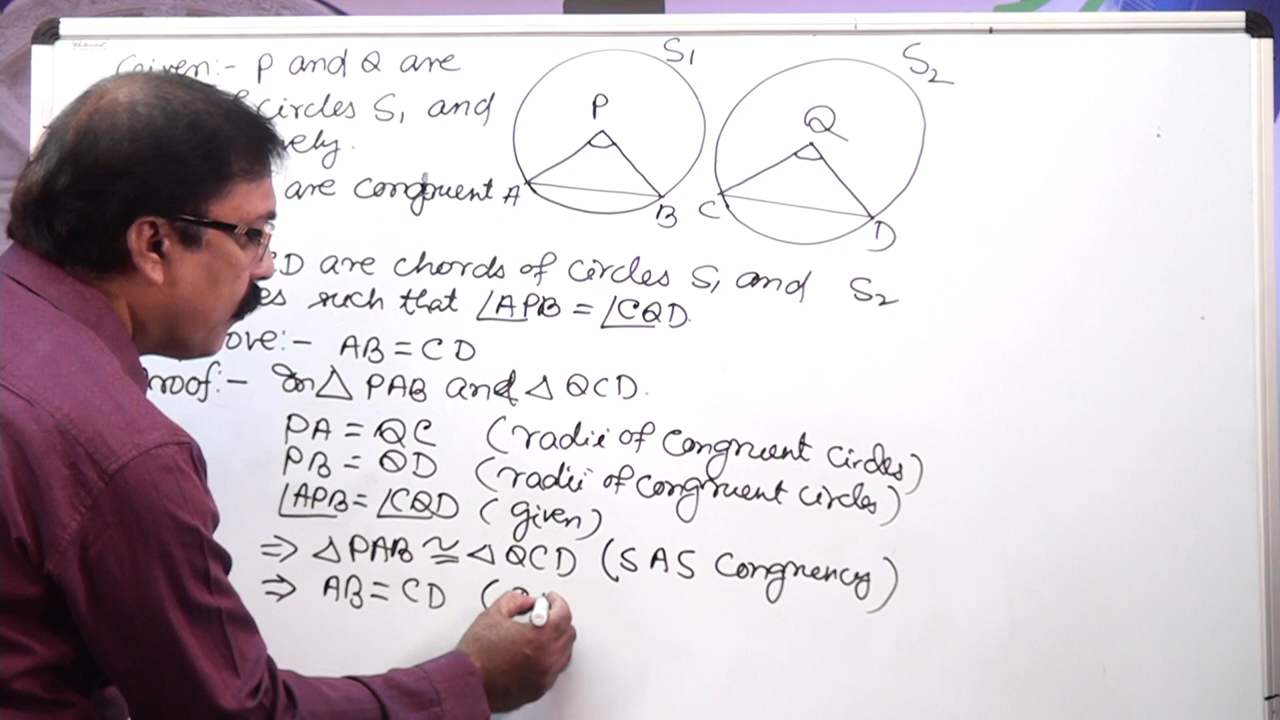 Given:- P and Q are
circles S1 and
are congruent
CD are chords of circles S1 and S2
such that ∠APB = ∠CQD.
AB = CD
Proof:- In △ PAB and △ QCD.
PA = QC (radii of congruent circles)
PB = QD (radii of congruent circles)
∠APB = ∠CQD (given)
⇒ △PAB ≅ △QCD (SAS Congruency)
⇒ AB = CD (
S1
P
A
B
S2
Q
C
D